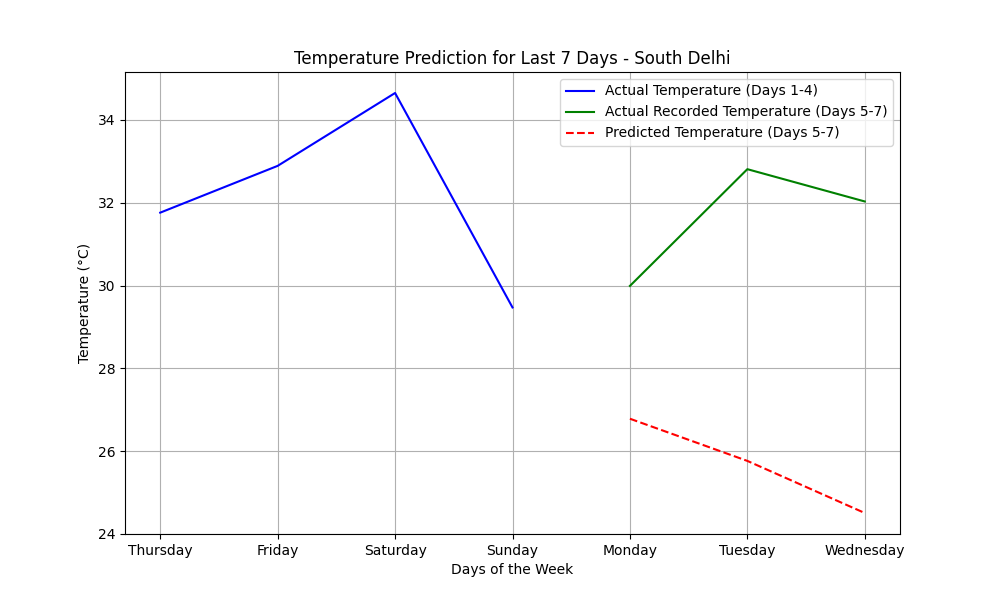 Temperature Prediction for Last 7 Days - South Delhi
Actual Temperature (Days 1-4)
Actual Recorded Temperature (Days 5-7)
Predicted Temperature (Days 5-7)
Temperature (°C)
34
32
30
28
26
24
Thursday
Friday
Saturday
Sunday
Monday
Tuesday
Wednesday
Days of the Week